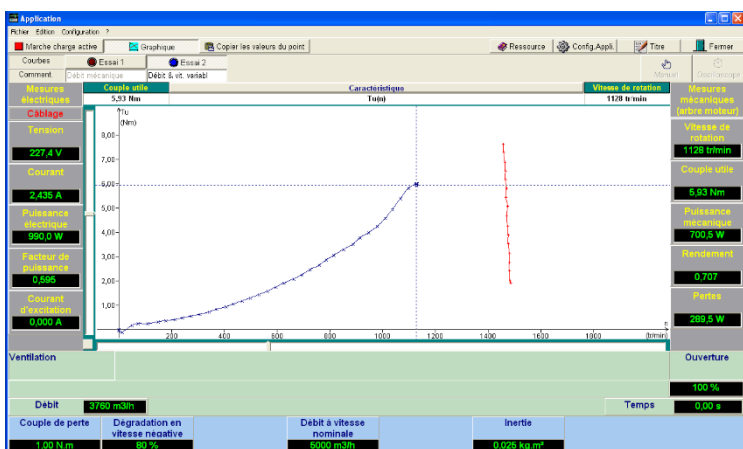 Application
Fichier Edition Configuration ?
Marche charge active Graphique Copier les valeurs du point Ressource Config.Appli. Titre Fermer
Courbes Essai 1 Essai 2
Comment. Débit mécanique Débit & vit. variabl Manuel Oscilloscope
Mesures électriques
Câblage
Tension
227,4 V
Courant
2,435 A
Puissance électrique
990,0 W
Facteur de puissance
0,595
Courant d'excitation
0,000 A
Couple utile Caractéristique Vitesse de rotation
5,93 Nm Tu(n) 1128 tr/min
Tu
(Nm)
8,00
7,00
6,00
5,00
4,00
3,00
2,00
1,00
200 400 600 800 1000 1200 1400 1600 1800 (tr/min)
n
Mesures mécaniques (arbre moteur)
Vitesse de rotation
1128 tr/min
Couple utile
5,93 Nm
Puissance mécanique
700,5 W
Rendement
0,707
Pertes
289,5 W
Ventilation Ouverture
100 %
Débit 3760 m3/h Temps 0,00 s
Couple de perte Dégradation en vitesse négative Débit à vitesse nominale Inertie
1,00 N.m 80 % 5000 m3/h 0,025 kg.m²